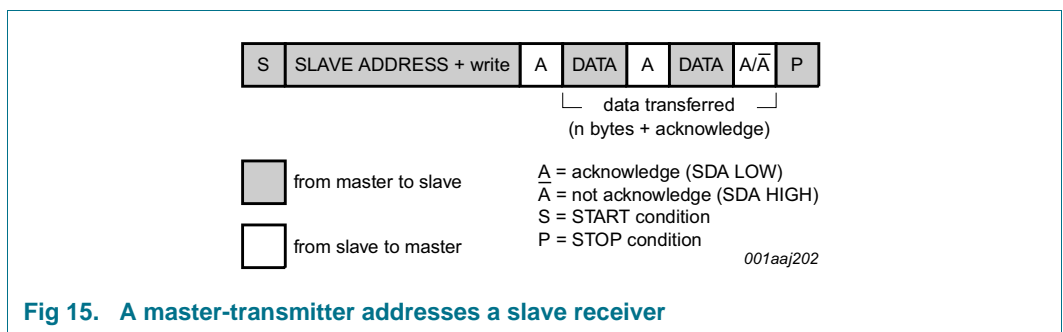 S SLAVE ADDRESS + write A DATA A DATA A/A̅ P
data transferred
(n bytes + acknowledge)
from master to slave
from slave to master
A = acknowledge (SDA LOW)
A̅ = not acknowledge (SDA HIGH)
S = START condition
P = STOP condition
001aaj202
Fig 15. A master-transmitter addresses a slave receiver